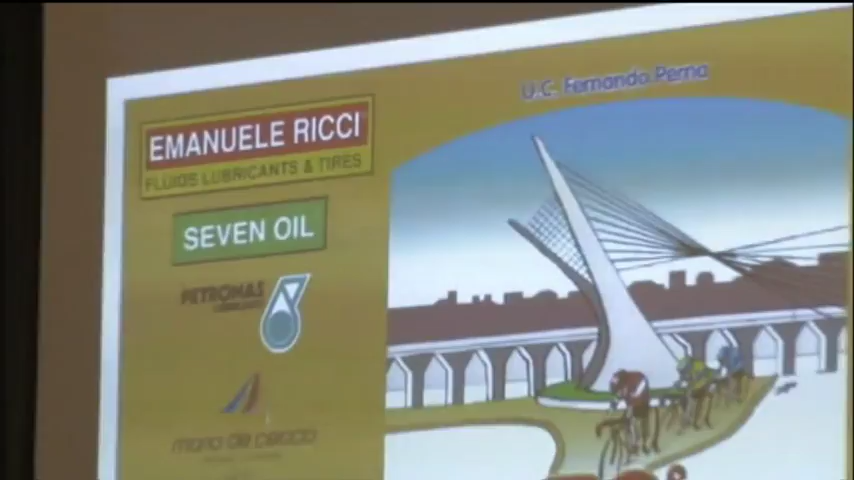 U.C. Fernando Perna
EMANUELE RICCI
FLUIDS LUBRICANTS & TIRES
SEVEN OIL
PETRONAS